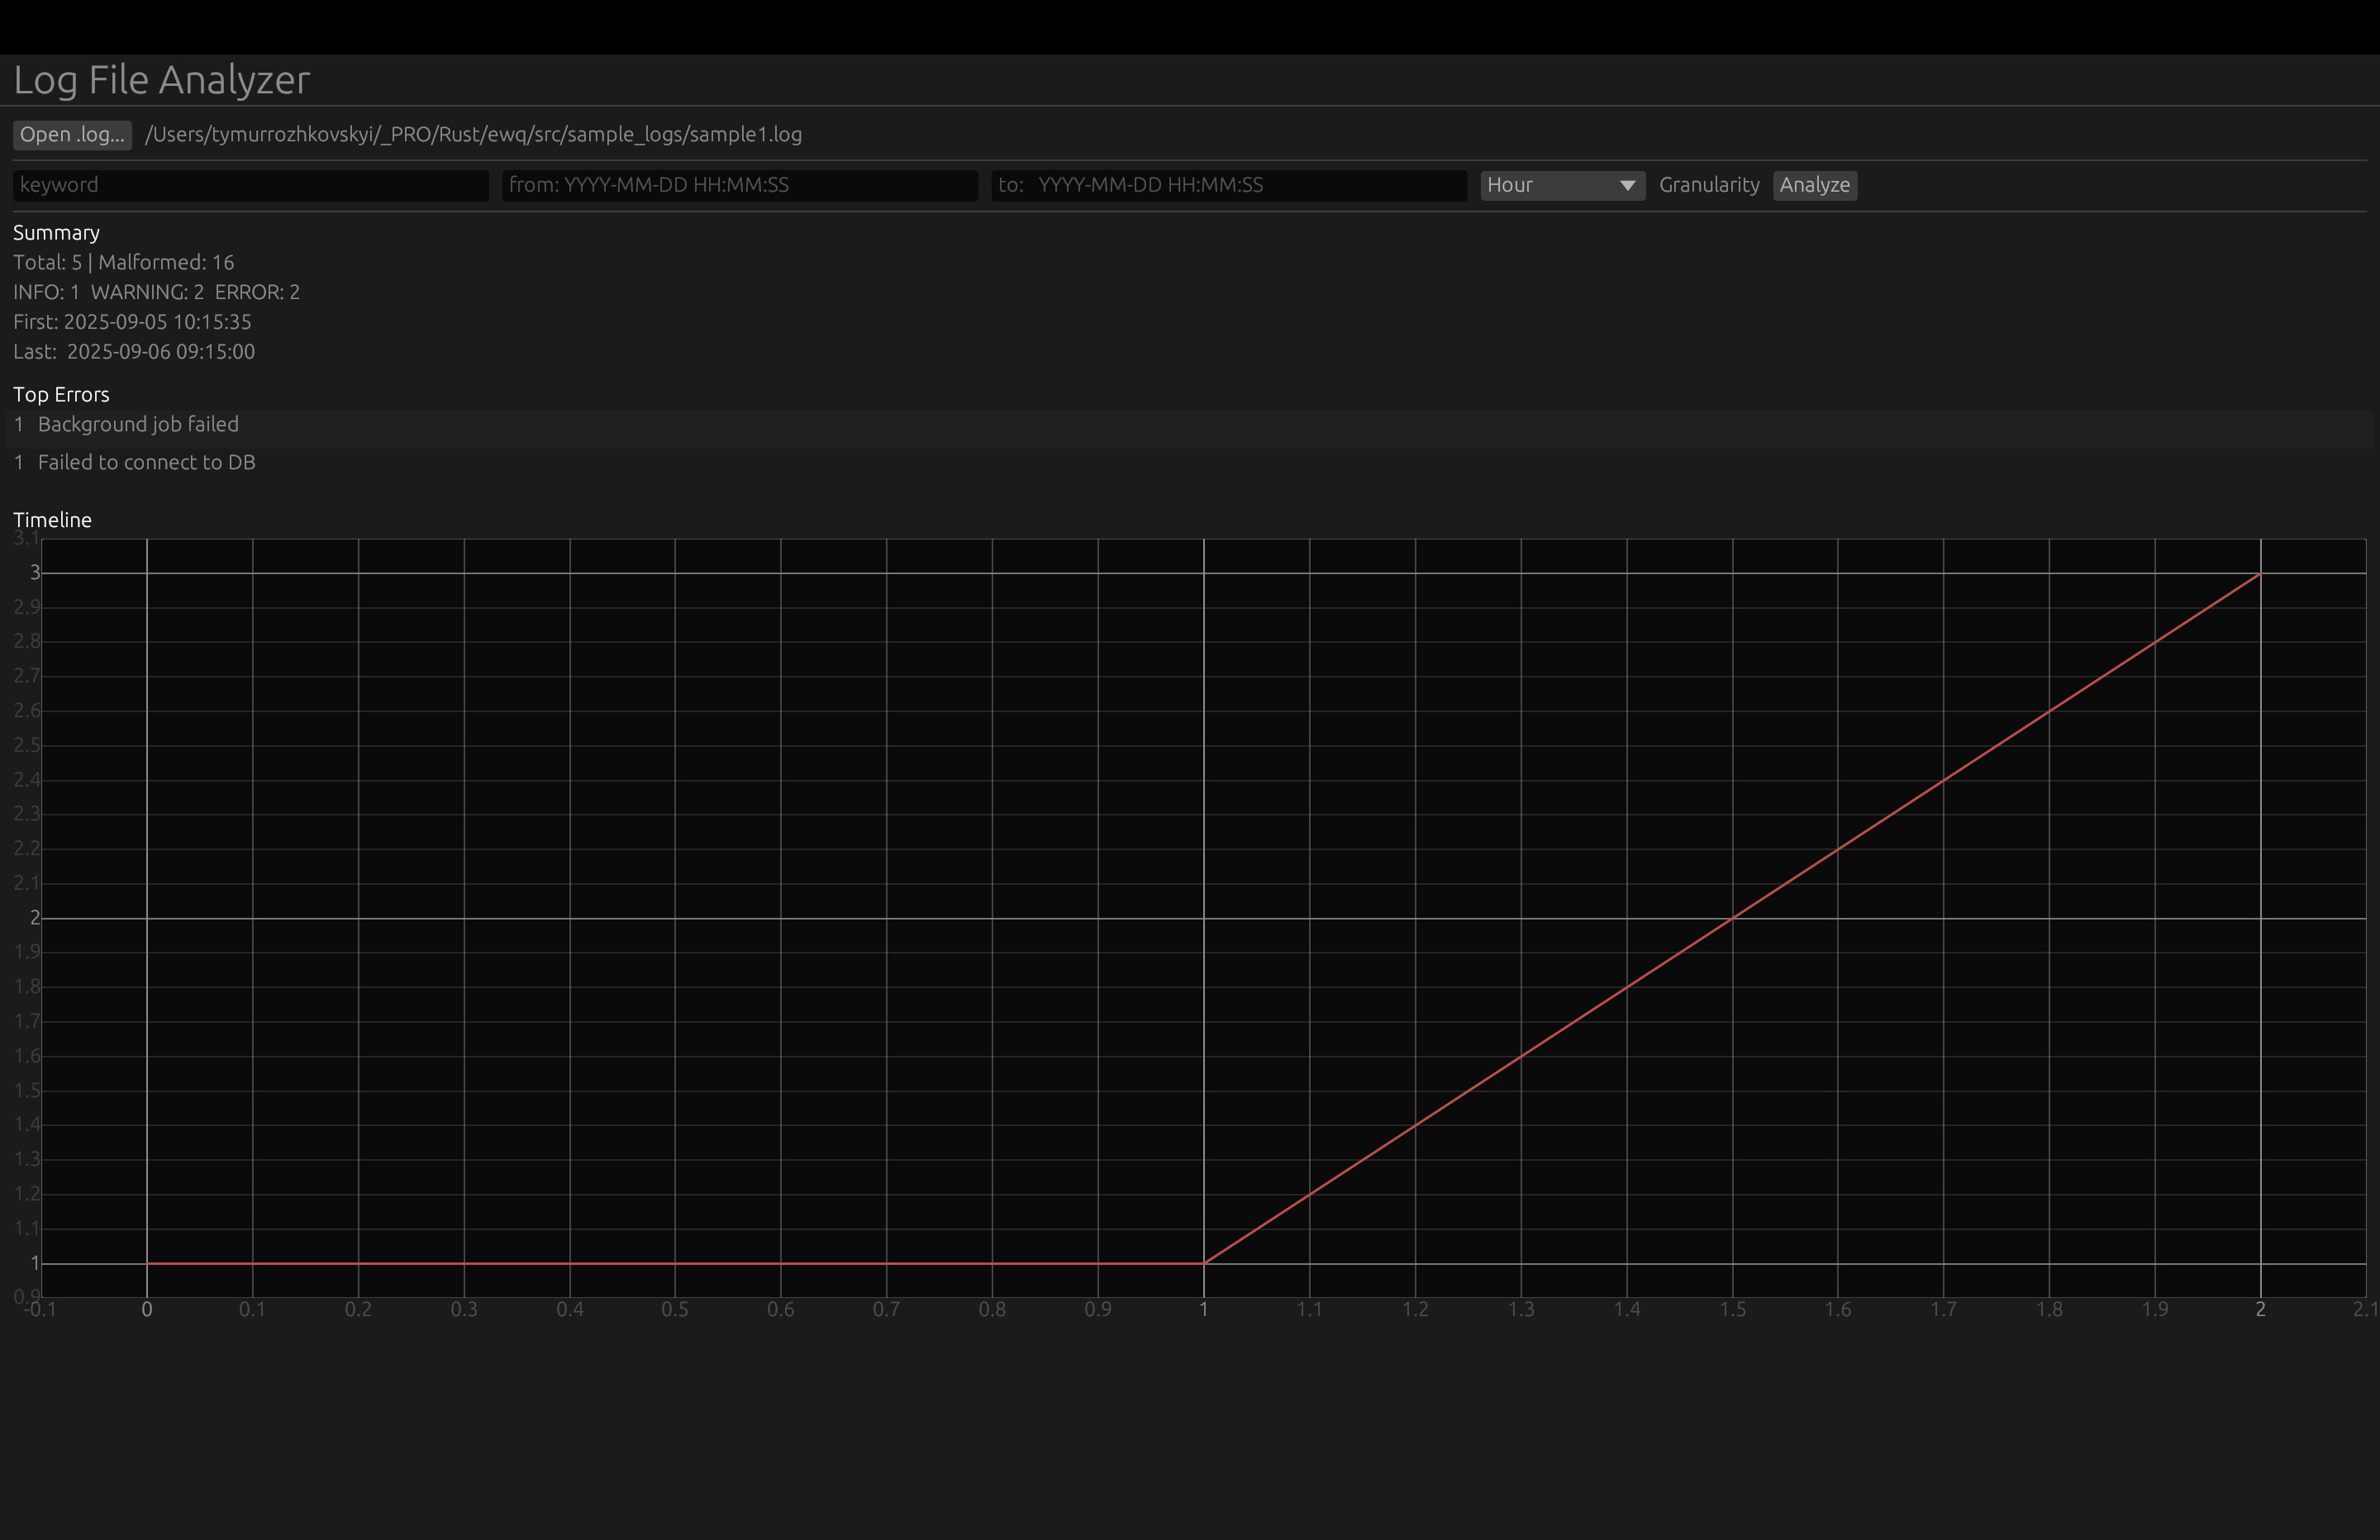 Log File Analyzer
Open .log... /Users/tymurrozhkovskyi/_PRO/Rust/ewq/src/sample_logs/sample1.log
keyword from: YYYY-MM-DD HH:MM:SS to: YYYY-MM-DD HH:MM:SS Hour Granularity Analyze
Summary
Total: 5 | Malformed: 16
INFO: 1 WARNING: 2 ERROR: 2
First: 2025-09-05 10:15:35
Last: 2025-09-06 09:15:00
Top Errors
1 Background job failed
1 Failed to connect to DB
Timeline
3.1
3
2.9
2.8
2.7
2.6
2.5
2.4
2.3
2.2
2.1
2
1.9
1.8
1.7
1.6
1.5
1.4
1.3
1.2
1.1
1
0.9
-0.1 0 0.1 0.2 0.3 0.4 0.5 0.6 0.7 0.8 0.9 1 1.1 1.2 1.3 1.4 1.5 1.6 1.7 1.8 1.9 2 2.1